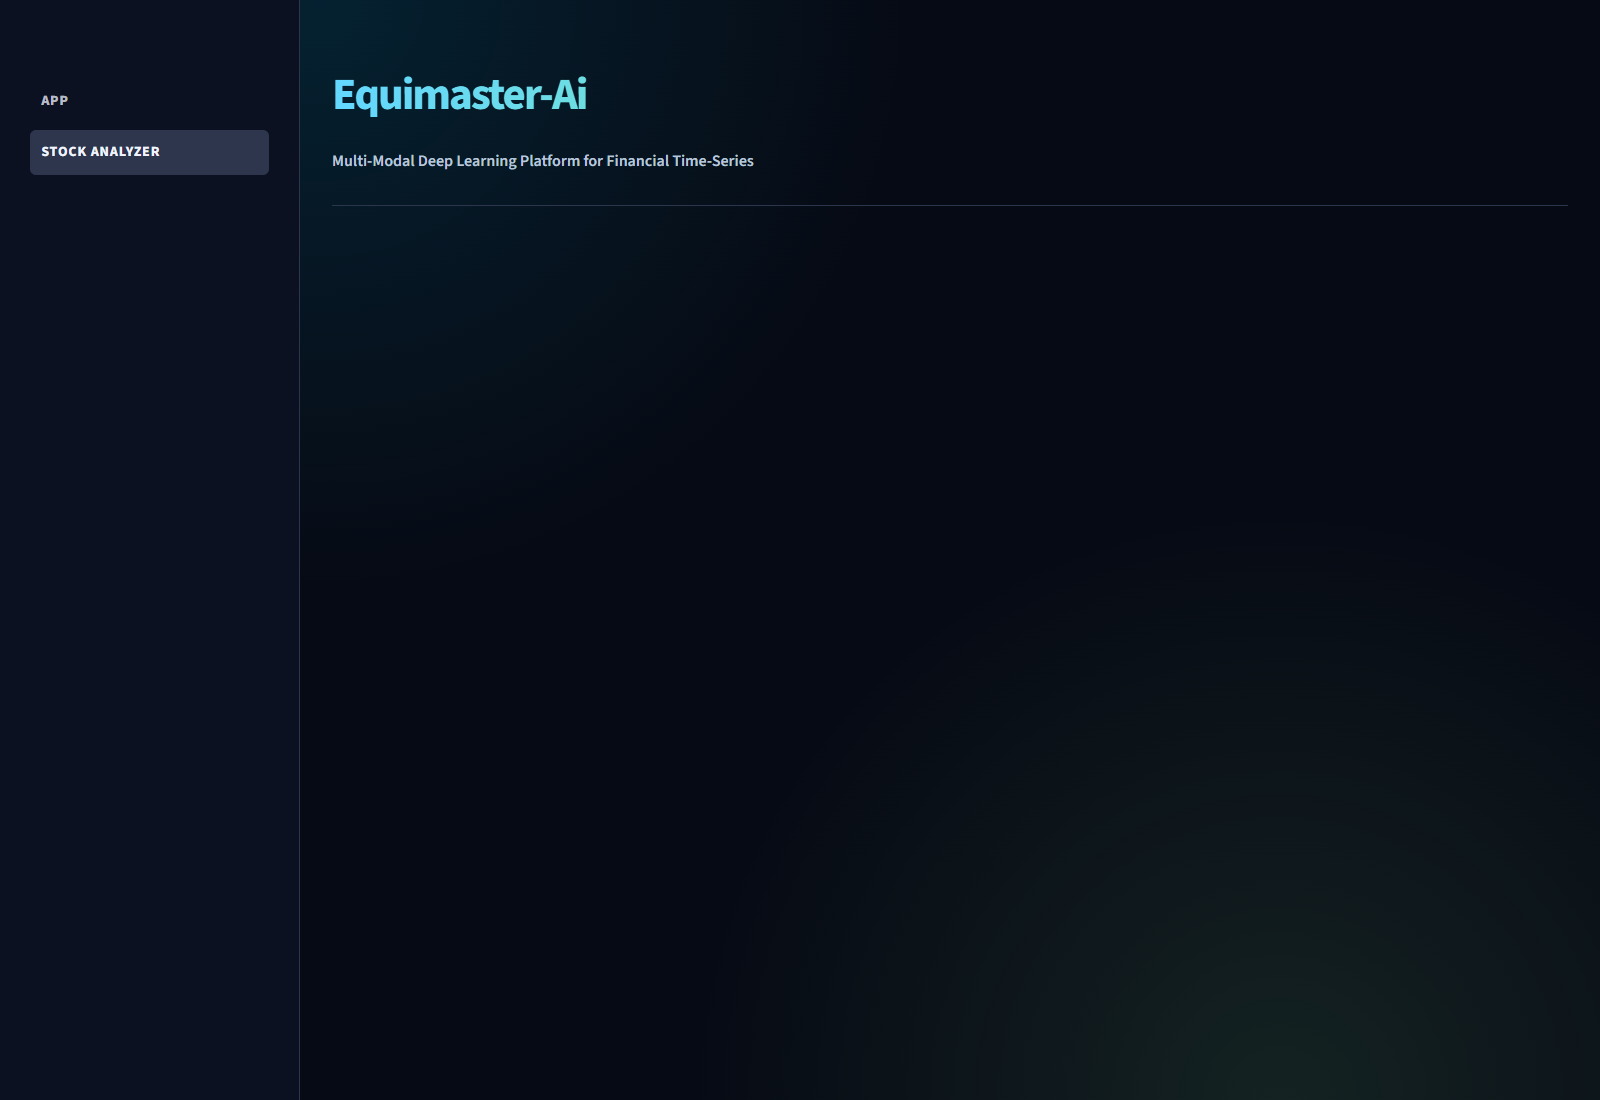 APP
STOCK ANALYZER
Equimaster-Ai
Multi-Modal Deep Learning Platform for Financial Time-Series